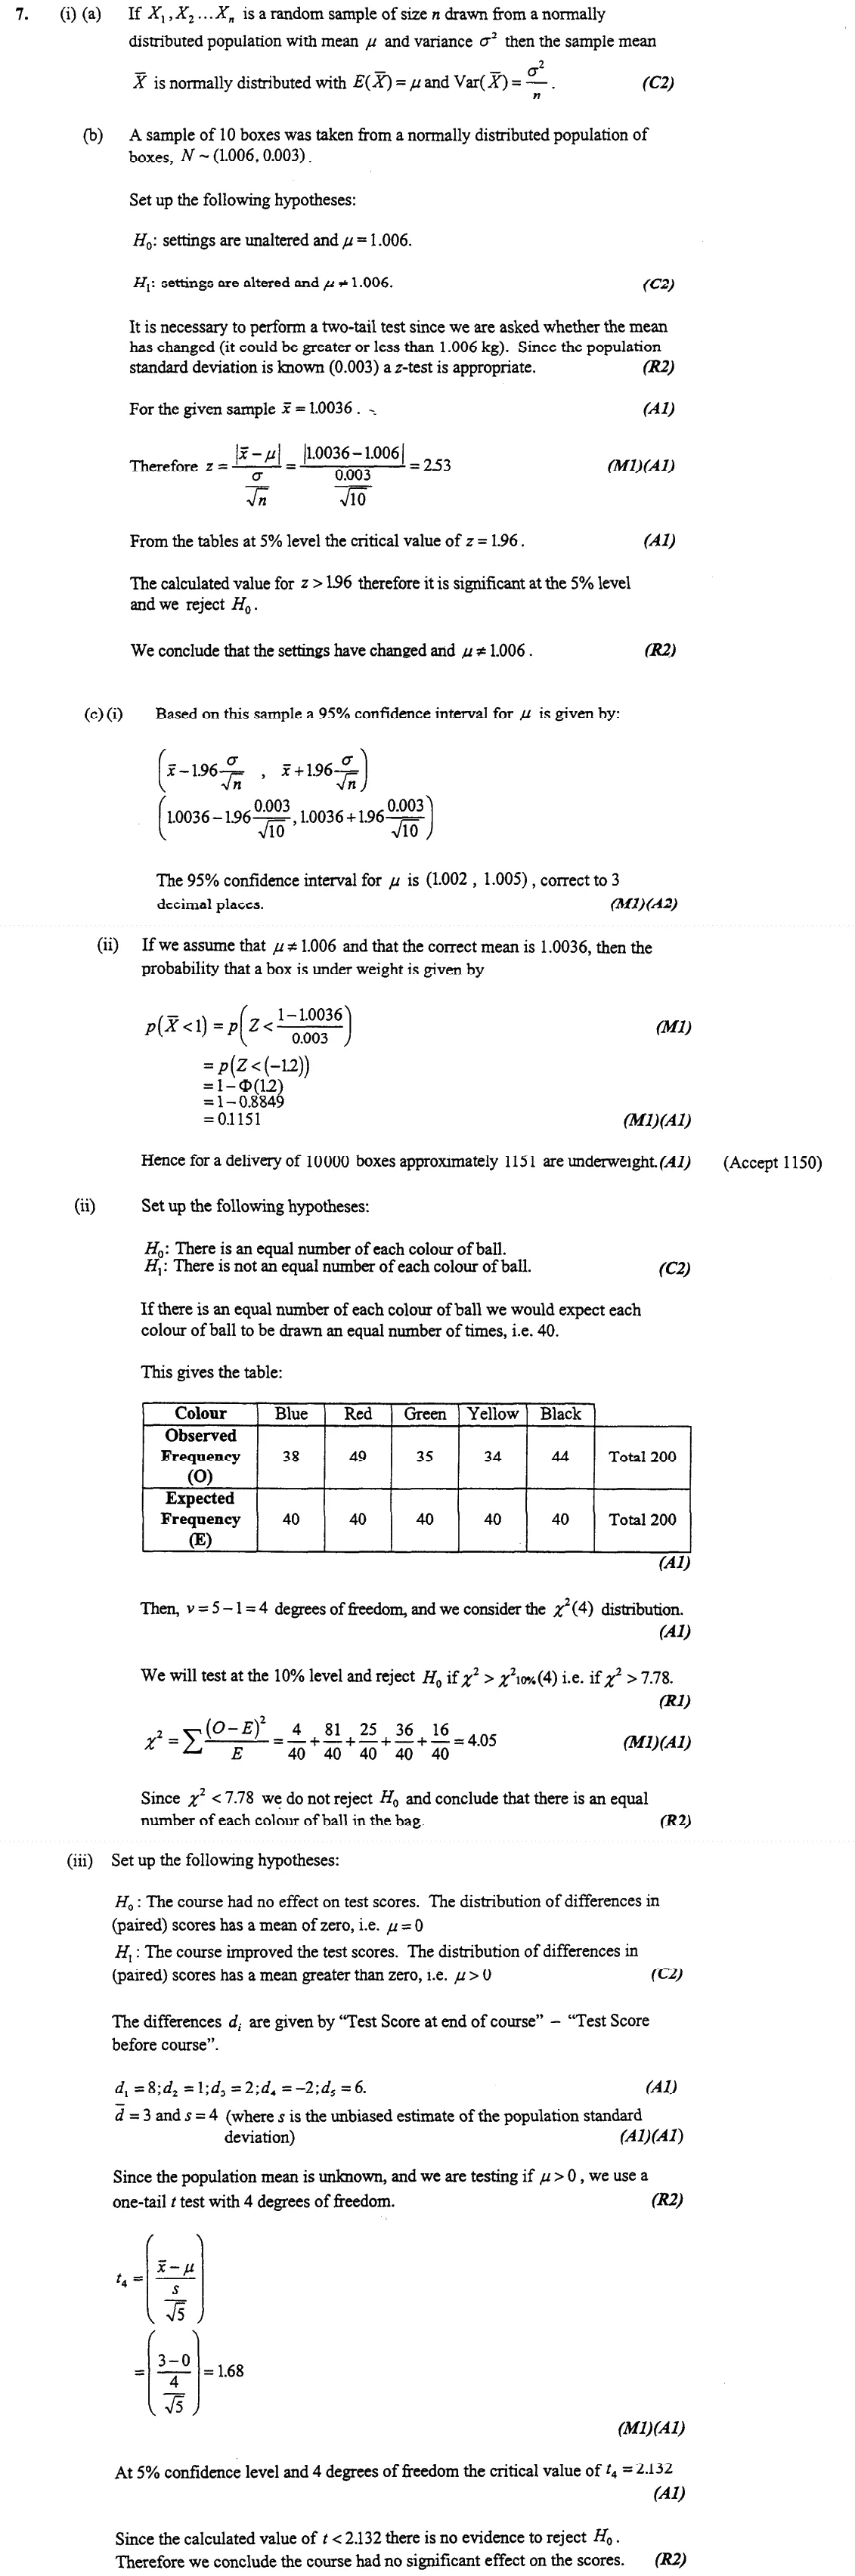 7. (i) (a) If X₁, X₂ ... Xₙ is a random sample of size n drawn from a normally
distributed population with mean μ and variance σ² then the sample mean
X̄ is normally distributed with E(X̄) = μ and Var(X̄) = σ²/n. (C2)
(b) A sample of 10 boxes was taken from a normally distributed population of
boxes, N ~ (1.006, 0.003).
Set up the following hypotheses:
H₀: settings are unaltered and μ = 1.006.
H₁: settings are altered and μ ≠ 1.006. (C2)
It is necessary to perform a two-tail test since we are asked whether the mean
has changed (it could be greater or less than 1.006 kg). Since the population
standard deviation is known (0.003) a z-test is appropriate. (R2)
For the given sample x̄ = 1.0036. (A1)
Therefore z = |x̄ − μ| / (σ/√n) = |1.0036 − 1.006| / (0.003/√10) = 2.53 (M1)(A1)
From the tables at 5% level the critical value of z = 1.96. (A1)
The calculated value for z > 1.96 therefore it is significant at the 5% level
and we reject H₀.
We conclude that the settings have changed and μ ≠ 1.006. (R2)
(c) (i) Based on this sample a 95% confidence interval for μ is given by:
(x̄ − 1.96 σ/√n , x̄ + 1.96 σ/√n)
(1.0036 − 1.96 0.003/√10, 1.0036 + 1.96 0.003/√10)
The 95% confidence interval for μ is (1.002 , 1.005), correct to 3
decimal places. (M1)(A2)
(ii) If we assume that μ ≠ 1.006 and that the correct mean is 1.0036, then the
probability that a box is under weight is given by
p(X̄ < 1) = p(Z < (1 − 1.0036)/0.003) (M1)
= p(Z < (−1.2))
= 1 − Φ(1.2)
= 1 − 0.8849
= 0.1151 (M1)(A1)
Hence for a delivery of 10000 boxes approximately 1151 are underweight. (A1) (Accept 1150)
(ii) Set up the following hypotheses:
H₀: There is an equal number of each colour of ball.
H₁: There is not an equal number of each colour of ball. (C2)
If there is an equal number of each colour of ball we would expect each
colour of ball to be drawn an equal number of times, i.e. 40.
This gives the table:
Colour Blue Red Green Yellow Black
Observed
Frequency 38 49 35 34 44 Total 200
(O)
Expected
Frequency 40 40 40 40 40 Total 200
(E)
(A1)
Then, ν = 5 − 1 = 4 degrees of freedom, and we consider the χ²(4) distribution.
(A1)
We will test at the 10% level and reject H₀ if χ² > χ²₁₀%(4) i.e. if χ² > 7.78.
(R1)
χ² = Σ (O − E)²/E = 4/40 + 81/40 + 25/40 + 36/40 + 16/40 = 4.05 (M1)(A1)
Since χ² < 7.78 we do not reject H₀ and conclude that there is an equal
number of each colour of ball in the bag. (R2)
(iii) Set up the following hypotheses:
H₀: The course had no effect on test scores. The distribution of differences in
(paired) scores has a mean of zero, i.e. μ = 0
H₁: The course improved the test scores. The distribution of differences in
(paired) scores has a mean greater than zero, i.e. μ > 0 (C2)
The differences dᵢ are given by “Test Score at end of course” − “Test Score
before course”.
d₁ = 8; d₂ = 1; d₃ = 2; d₄ = −2; d₅ = 6. (A1)
d̄ = 3 and s = 4 (where s is the unbiased estimate of the population standard
deviation) (A1)(A1)
Since the population mean is unknown, and we are testing if μ > 0, we use a
one-tail t test with 4 degrees of freedom. (R2)
t₄ = ((x̄ − μ)/(s/√5))
= ((3 − 0)/(4/√5)) = 1.68
(M1)(A1)
At 5% confidence level and 4 degrees of freedom the critical value of t₄ = 2.132
(A1)
Since the calculated value of t < 2.132 there is no evidence to reject H₀.
Therefore we conclude the course had no significant effect on the scores. (R2)